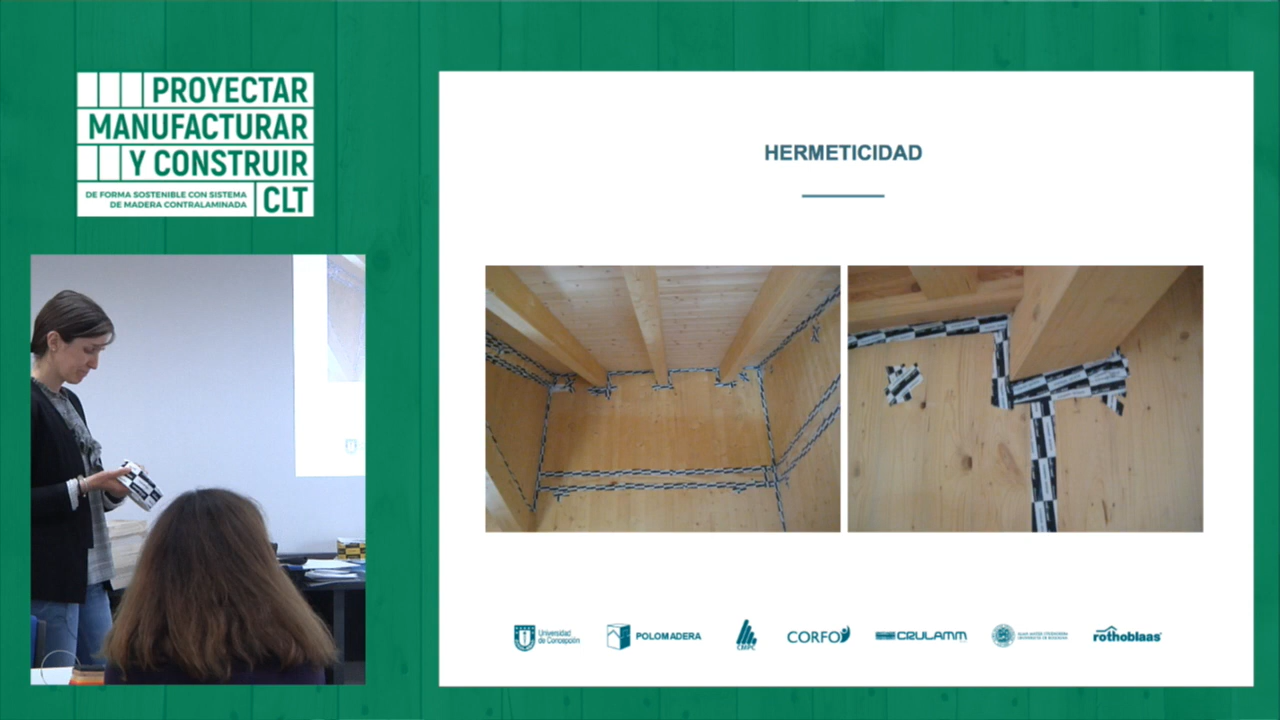 PROYECTAR
MANUFACTURAR
Y CONSTRUIR
DE FORMA SOSTENIBLE CON SISTEMA
DE MADERA CONTRALAMINADA
CLT
HERMETICIDAD
Universidad
de Concepción
POLOMADERA
CMPC
CORFO
CRULAMM
rothoblaas